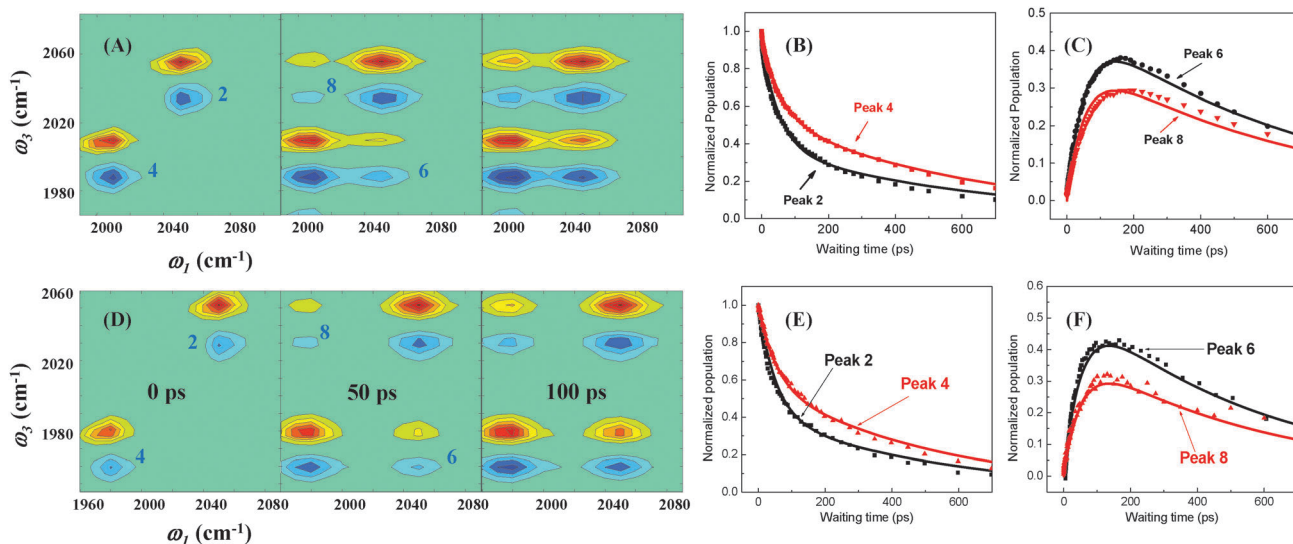 (A)
ω3 (cm-1)
2060
2020
1980
2
4
8
6
2000 2040 2080 2000 2040 2080 2000 2040 2080
ω1 (cm-1)
(B)
Normalized Population
1.0
0.8
0.6
0.4
0.2
0.0
Peak 4
Peak 2
0 200 400 600
Waiting time (ps)
(C)
Normalized Population
0.5
0.4
0.3
0.2
0.1
0.0
Peak 6
Peak 8
0 200 400 600
Waiting time (ps)
(D)
ω3 (cm-1)
2060
2020
1980
2
4
8
6
0 ps
50 ps
100 ps
1960 2000 2040 2080 2000 2040 2080 2000 2040 2080
ω1 (cm-1)
(E)
Normalized population
1.0
0.8
0.6
0.4
0.2
0.0
Peak 2
Peak 4
0 200 400 600
Waiting time (ps)
(F)
Normalized population
0.6
0.5
0.4
0.3
0.2
0.1
0.0
Peak 6
Peak 8
0 200 400 600
Waiting time (ps)